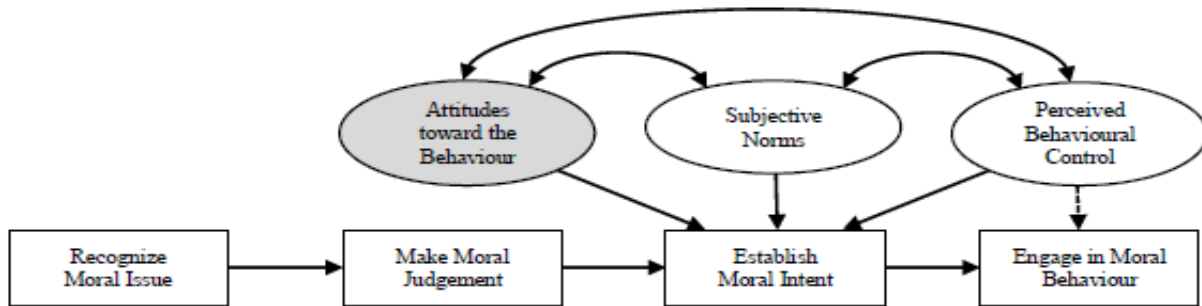 Attitudes
toward the
Behaviour
Subjective
Norms
Perceived
Behavioural
Control
Recognize
Moral Issue
Make Moral
Judgement
Establish
Moral Intent
Engage in Moral
Behaviour